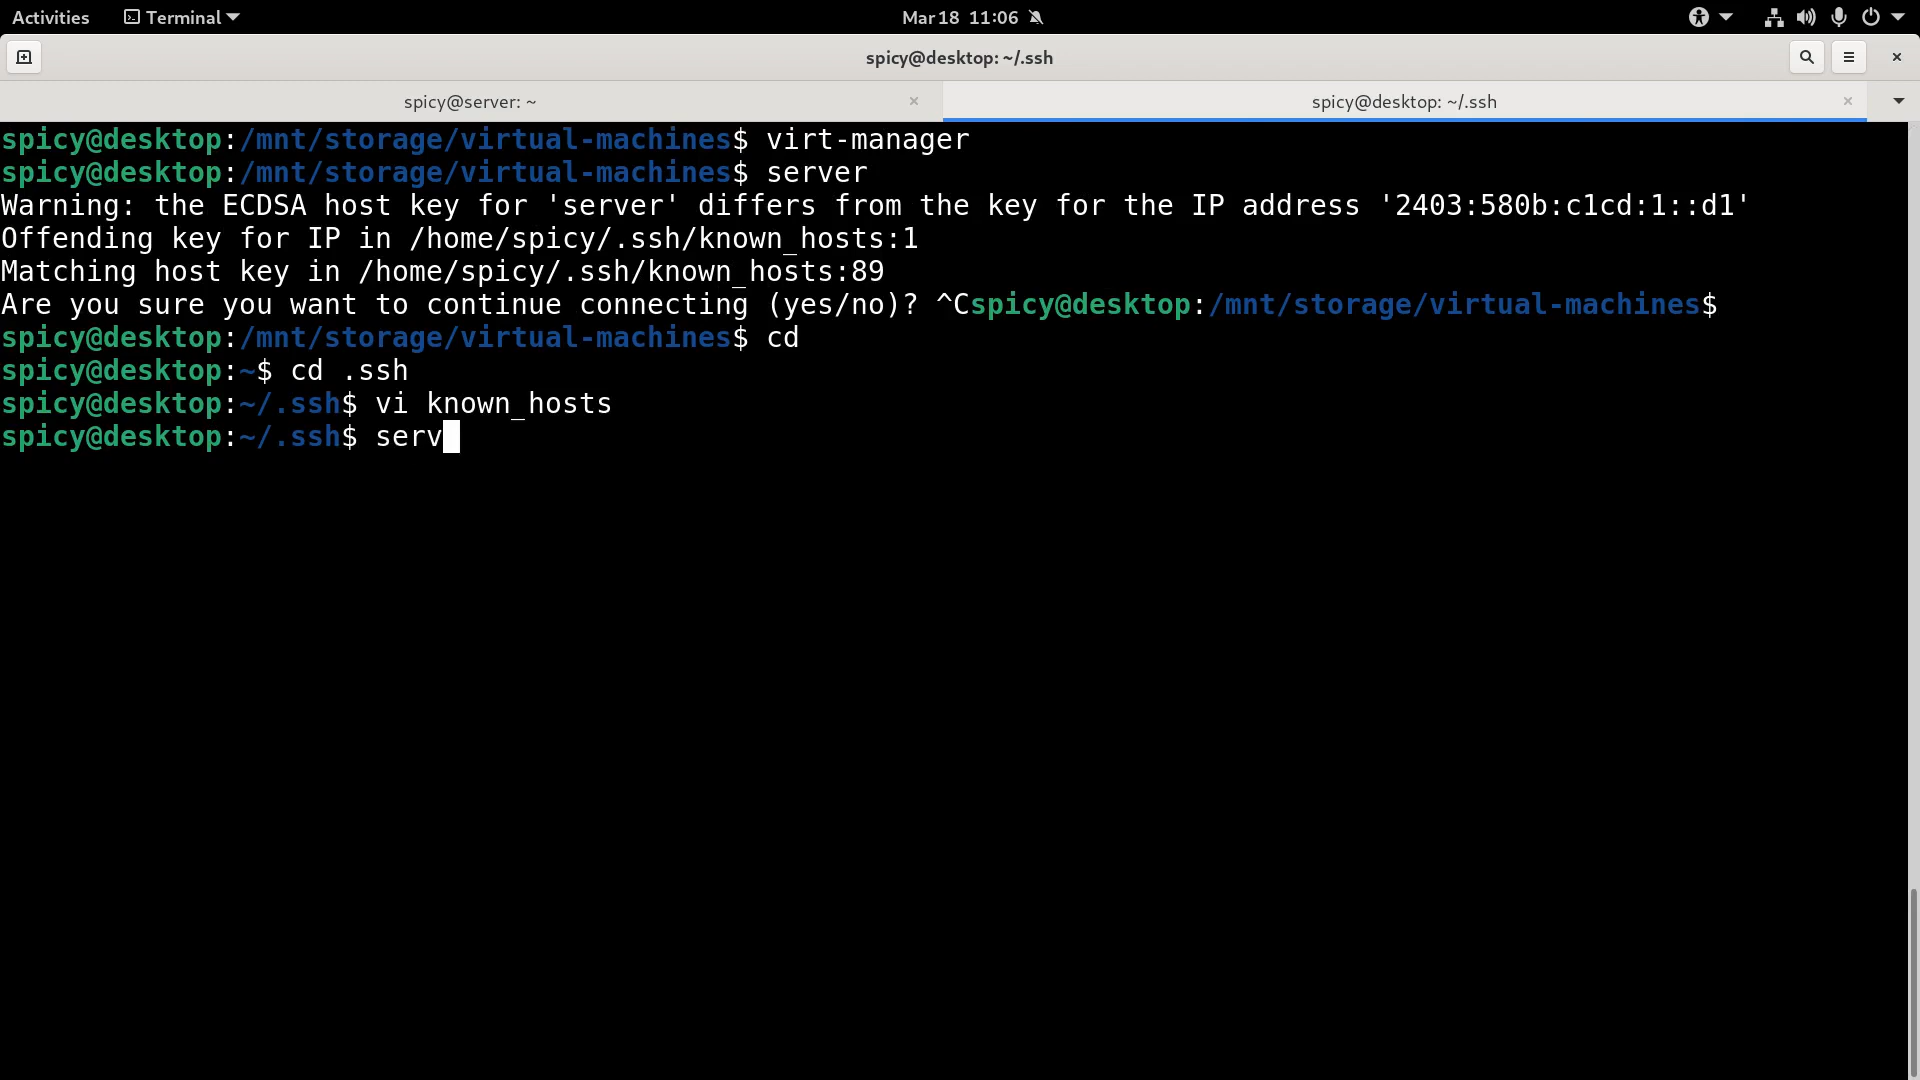 Activities Terminal Mar 18 11:06
spicy@desktop: ~/.ssh
spicy@server: ~ × spicy@desktop: ~/.ssh ×
spicy@desktop:/mnt/storage/virtual-machines$ virt-manager
spicy@desktop:/mnt/storage/virtual-machines$ server
Warning: the ECDSA host key for 'server' differs from the key for the IP address '2403:580b:c1cd:1::d1'
Offending key for IP in /home/spicy/.ssh/known_hosts:1
Matching host key in /home/spicy/.ssh/known_hosts:89
Are you sure you want to continue connecting (yes/no)? ^Cspicy@desktop:/mnt/storage/virtual-machines$
spicy@desktop:/mnt/storage/virtual-machines$ cd
spicy@desktop:~$ cd .ssh
spicy@desktop:~/.ssh$ vi known_hosts
spicy@desktop:~/.ssh$ serv